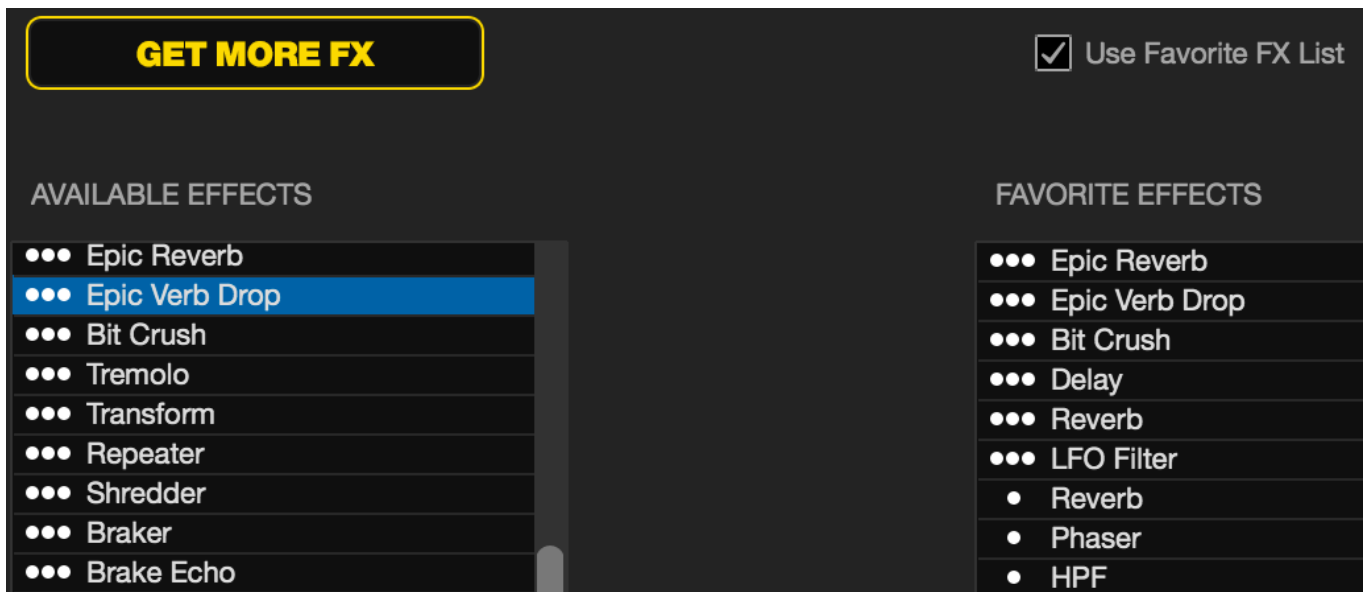 GET MORE FX
Use Favorite FX List
AVAILABLE EFFECTS
Epic Reverb
Epic Verb Drop
Bit Crush
Tremolo
Transform
Repeater
Shredder
Braker
Brake Echo
FAVORITE EFFECTS
Epic Reverb
Epic Verb Drop
Bit Crush
Delay
Reverb
LFO Filter
Reverb
Phaser
HPF